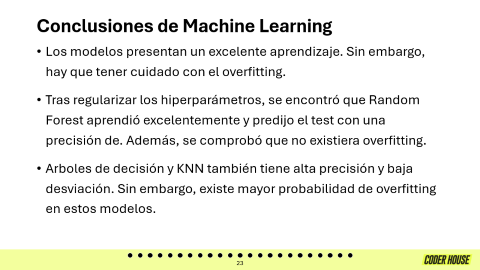 Conclusiones de Machine Learning
• Los modelos presentan un excelente aprendizaje. Sin embargo,
hay que tener cuidado con el overfitting.
• Tras regularizar los hiperparámetros, se encontró que Random
Forest aprendió excelentemente y predijo el test con una
precisión de. Además, se comprobó que no existiera overfitting.
• Arboles de decisión y KNN también tiene alta precisión y baja
desviación. Sin embargo, existe mayor probabilidad de overfitting
en estos modelos.
23
CODER HOUSE